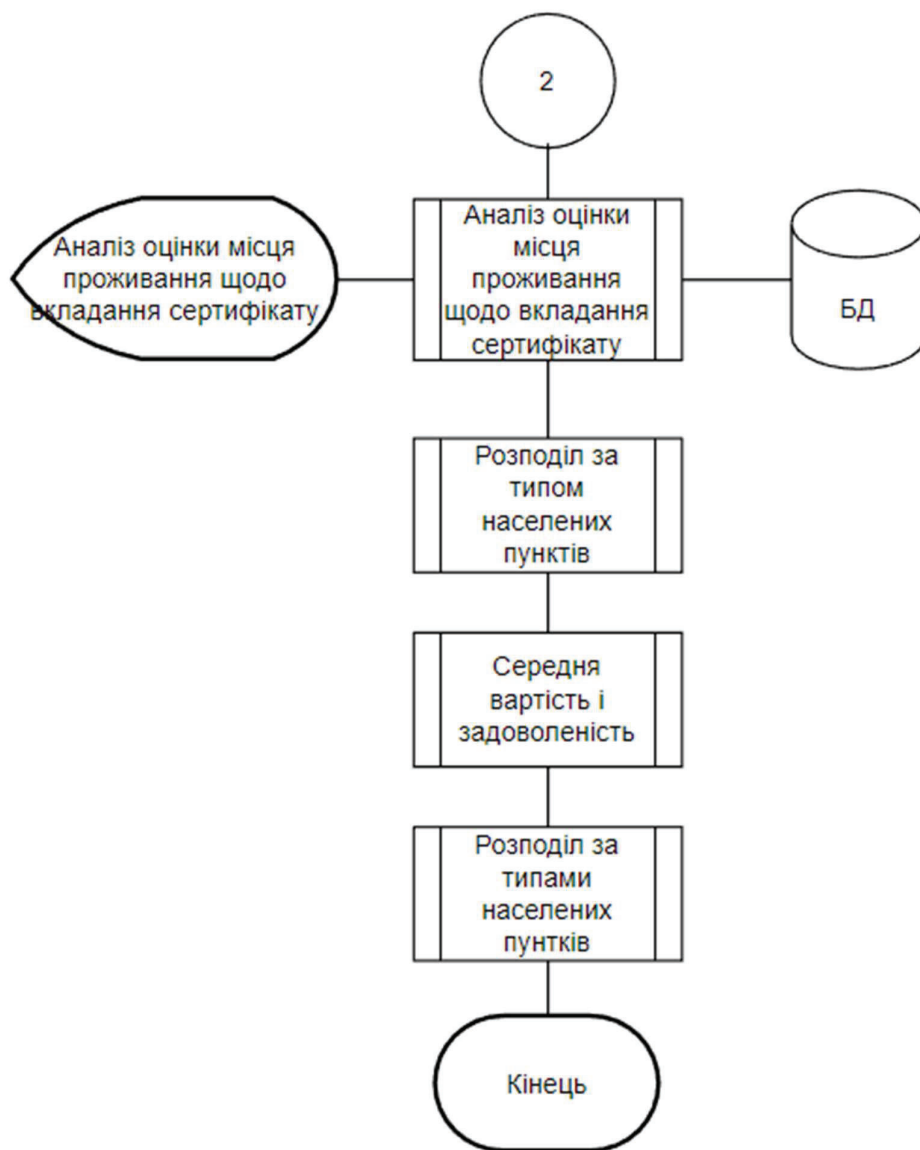 2
Аналіз оцінки місця
проживання щодо
вкладання сертифікату
Аналіз оцінки
місця
проживання
щодо вкладання
сертифікату
БД
Розподіл за
типом
населених
пунктів
Середня
вартість і
задоволеність
Розподіл за
типами
населених
пунтків
Кінець